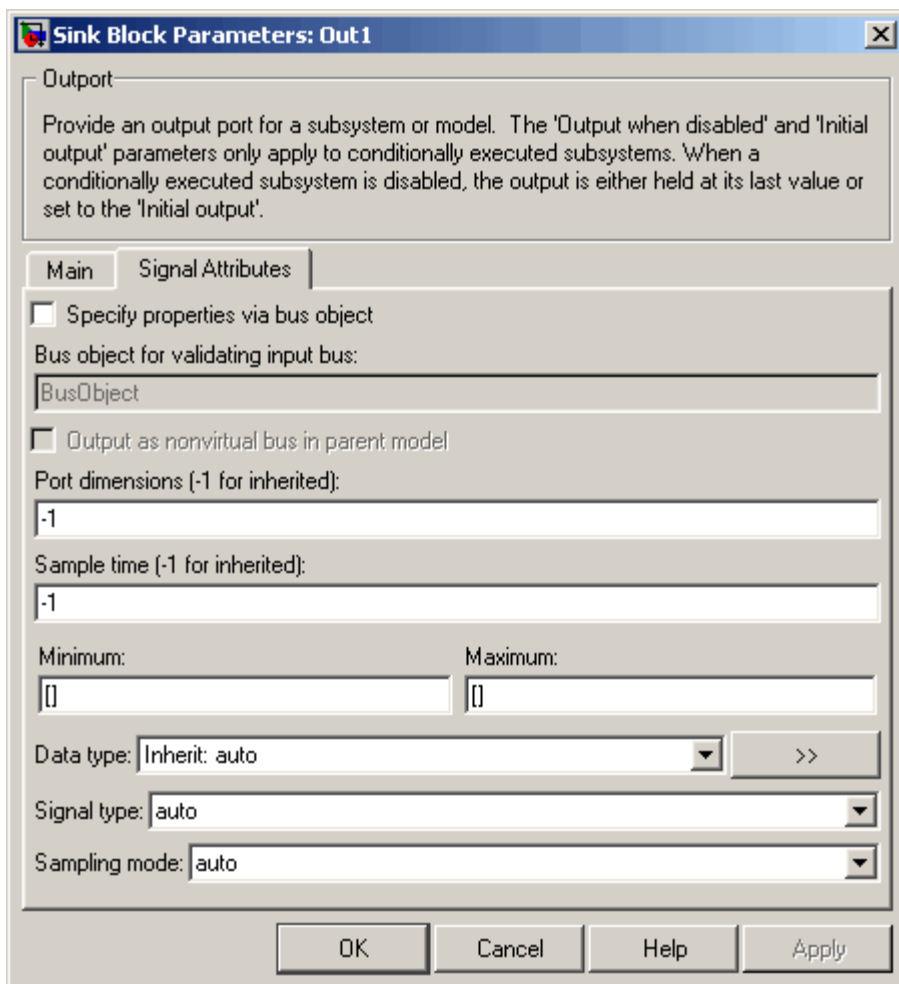 Sink Block Parameters: Out1
Outport
Provide an output port for a subsystem or model. The 'Output when disabled' and 'Initial
output' parameters only apply to conditionally executed subsystems. When a
conditionally executed subsystem is disabled, the output is either held at its last value or
set to the 'Initial output'.
Main Signal Attributes
Specify properties via bus object
Bus object for validating input bus:
BusObject
Output as nonvirtual bus in parent model
Port dimensions (-1 for inherited):
-1
Sample time (-1 for inherited):
-1
Minimum: Maximum:
[] []
Data type: Inherit: auto >>
Signal type: auto
Sampling mode: auto
OK Cancel Help Apply